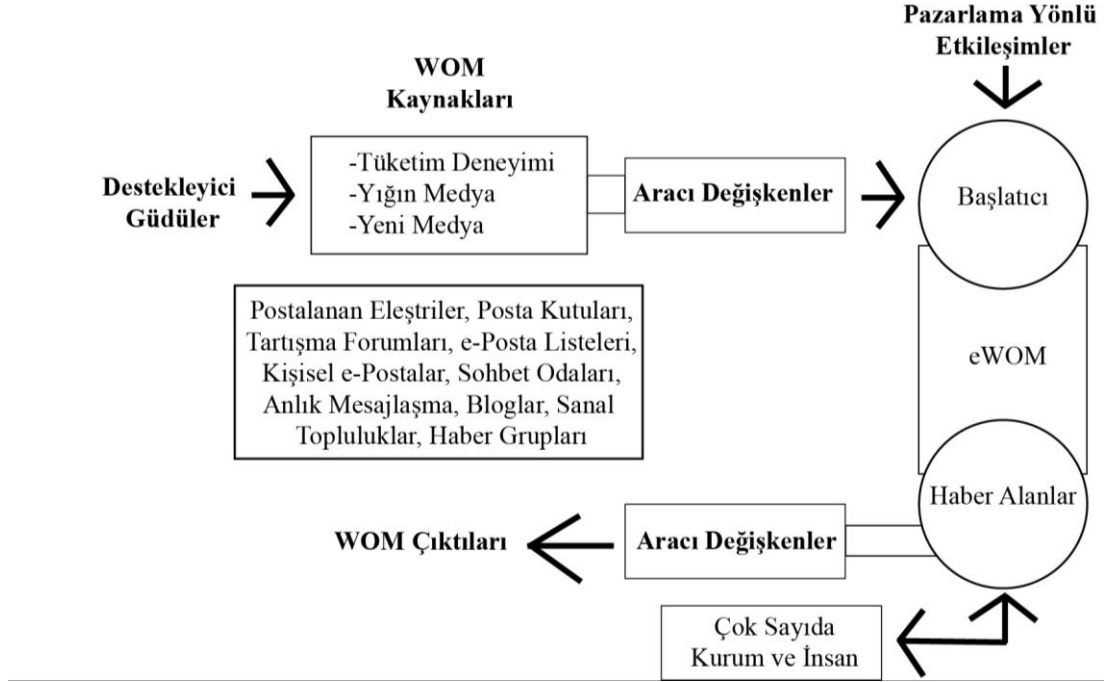 Pazarlama Yönlü
Etkileşimler
WOM
Kaynakları
Destekleyici
Güdüler
-Tüketim Deneyimi
-Yığın Medya
-Yeni Medya
Aracı Değişkenler
Başlatıcı
Postalanan Eleştriler, Posta Kutuları,
Tartışma Forumları, e-Posta Listeleri,
Kişisel e-Postalar, Sohbet Odaları,
Anlık Mesajlaşma, Bloglar, Sanal
Topluluklar, Haber Grupları
eWOM
Haber Alanlar
WOM Çıktıları
Aracı Değişkenler
Çok Sayıda
Kurum ve İnsan